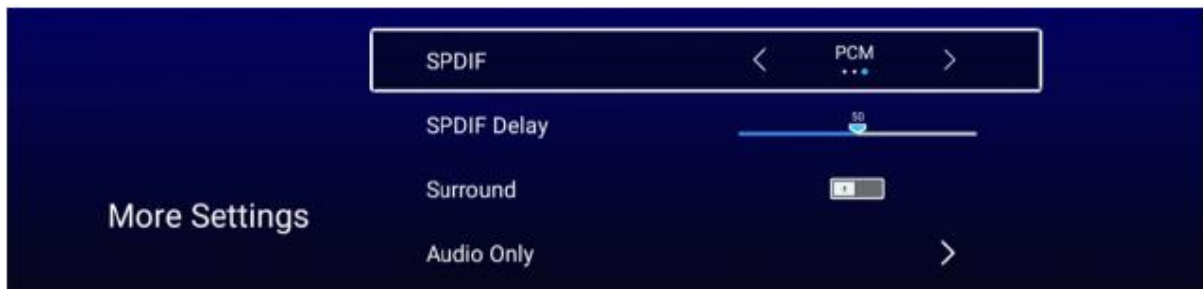 SPDIF
PCM
SPDIF Delay
50
Surround
More Settings
Audio Only